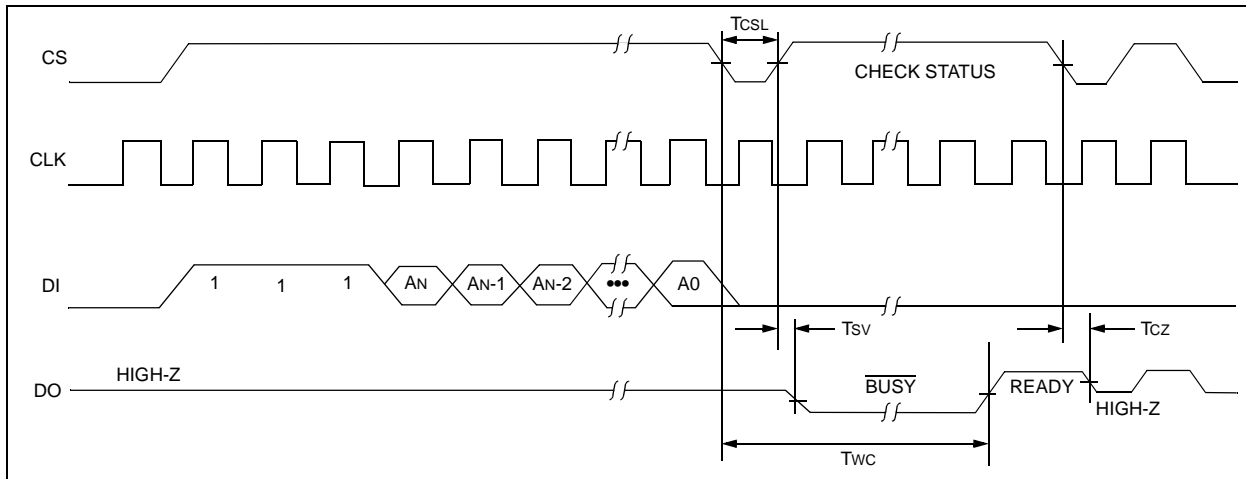 TCSL
CS
CHECK STATUS
CLK
DI
1 1 1 AN AN-1 AN-2 ••• A0
TSV
TCZ
DO
HIGH-Z
BUSY
READY
HIGH-Z
TWC